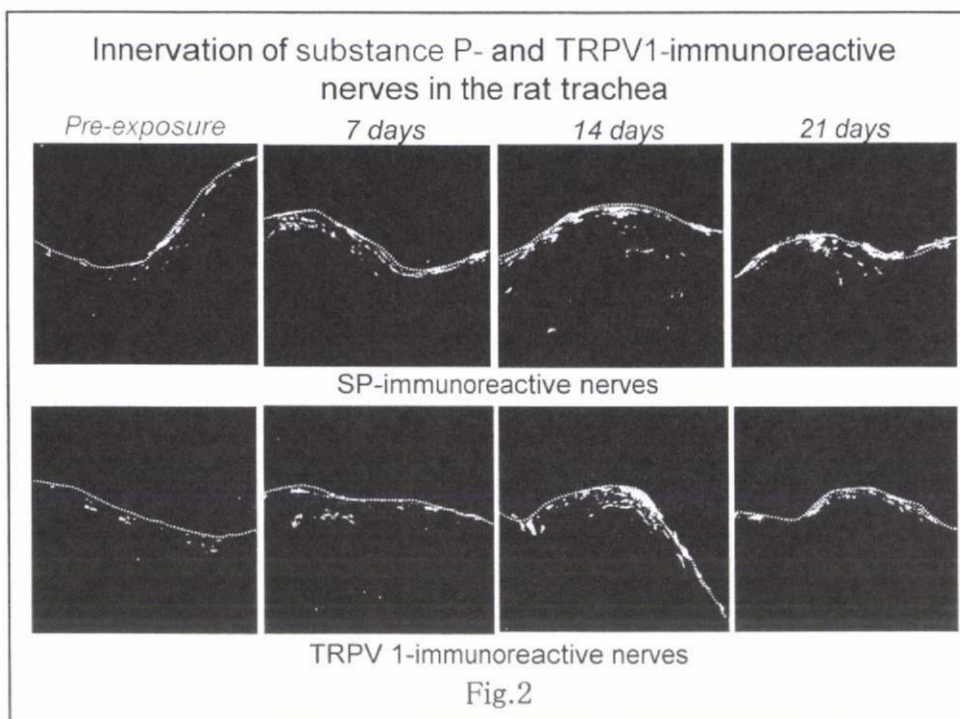 Innervation of substance P- and TRPV1-immunoreactive
nerves in the rat trachea
Pre-exposure 7 days 14 days 21 days
SP-immunoreactive nerves
TRPV 1-immunoreactive nerves
Fig.2